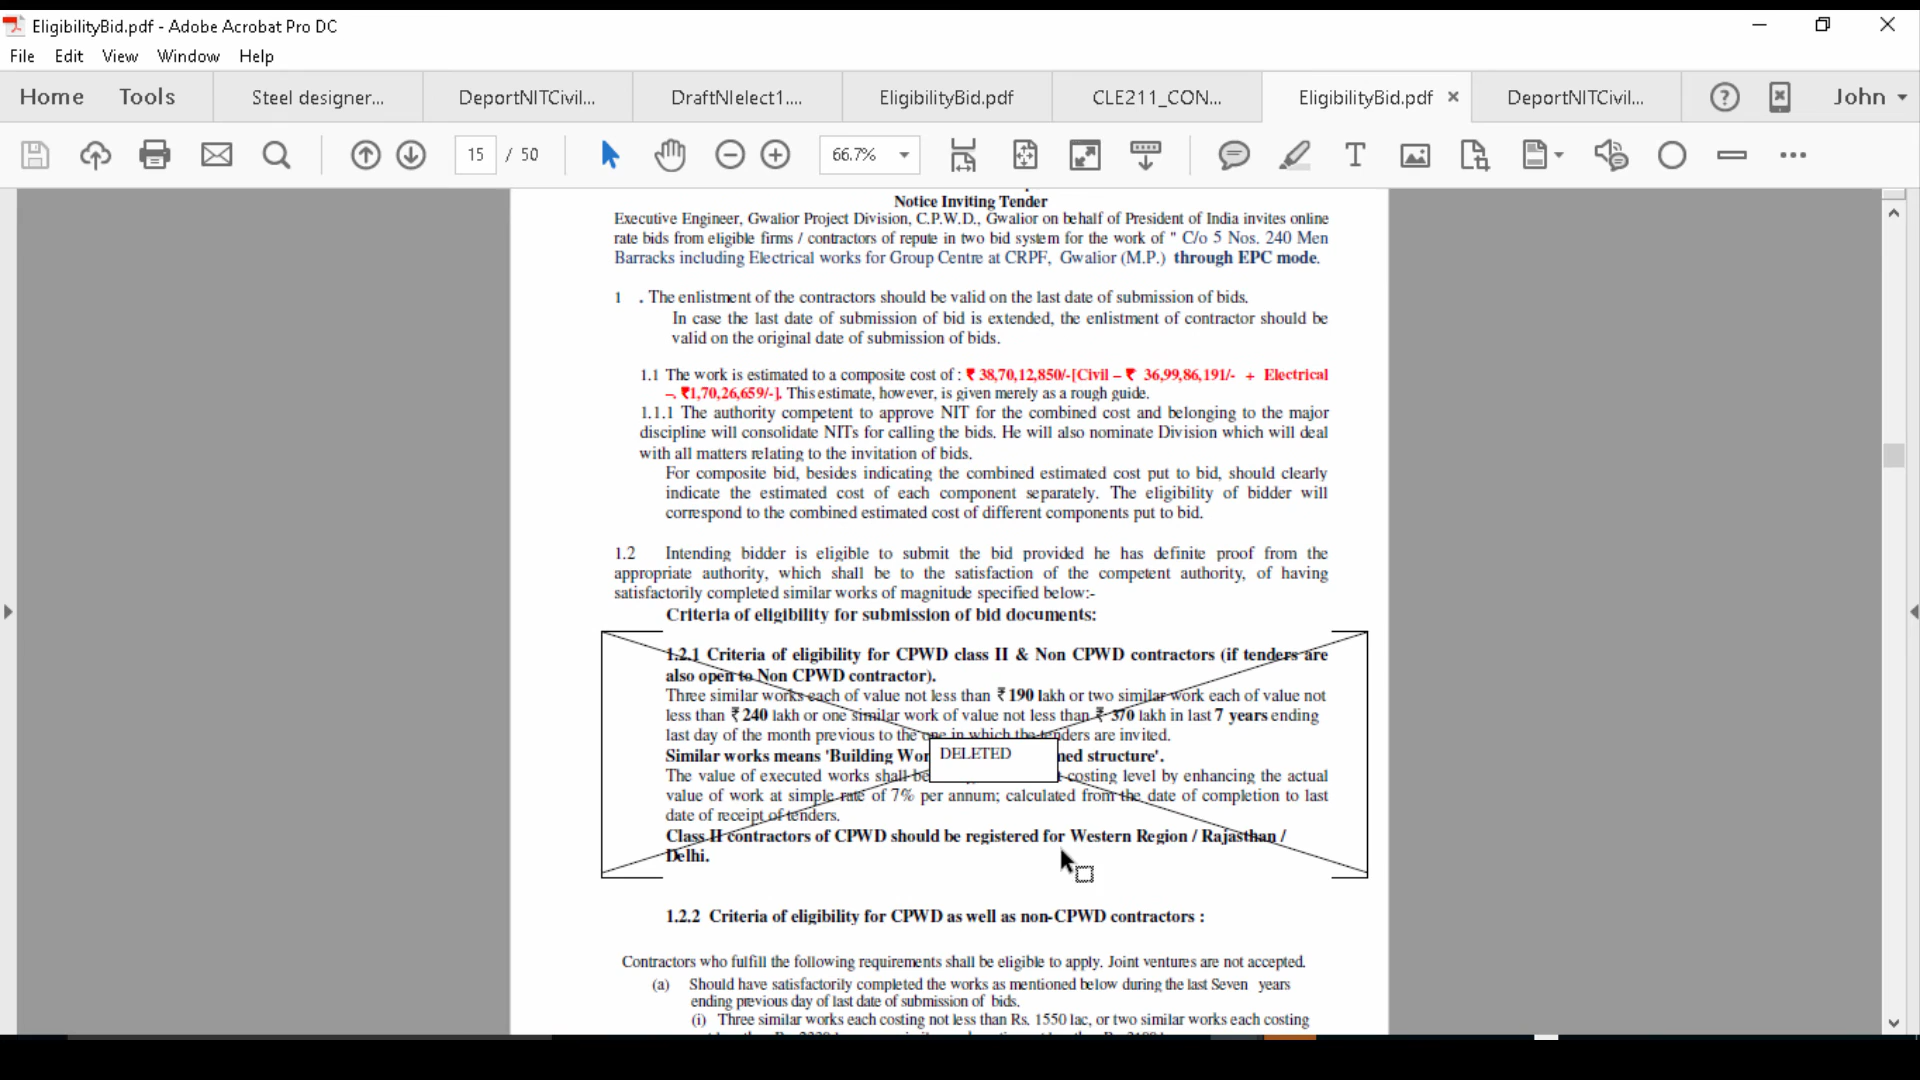 EligibilityBid.pdf - Adobe Acrobat Pro DC
File Edit View Window Help
Home Tools Steel designer... DeportNITCivil... DraftNIelect1.... EligibilityBid.pdf CLE211_CON... EligibilityBid.pdf × DeportNITCivil... John
15 / 50 66.7%
Notice Inviting Tender
Executive Engineer, Gwalior Project Division, C.P.W.D., Gwalior on behalf of President of India invites online
rate bids from eligible firms / contractors of repute in two bid system for the work of " C/o 5 Nos. 240 Men
Barracks including Electrical works for Group Centre at CRPF, Gwalior (M.P.) through EPC mode.
1 . The enlistment of the contractors should be valid on the last date of submission of bids.
In case the last date of submission of bid is extended, the enlistment of contractor should be
valid on the original date of submission of bids.
1.1 The work is estimated to a composite cost of : ₹ 38,70,12,850/-[Civil – ₹ 36,99,86,191/- + Electrical
–. ₹1,70,26,659/-]. This estimate, however, is given merely as a rough guide.
1.1.1 The authority competent to approve NIT for the combined cost and belonging to the major
discipline will consolidate NITs for calling the bids. He will also nominate Division which will deal
with all matters relating to the invitation of bids.
For composite bid, besides indicating the combined estimated cost put to bid, should clearly
indicate the estimated cost of each component separately. The eligibility of bidder will
correspond to the combined estimated cost of different components put to bid.
1.2 Intending bidder is eligible to submit the bid provided he has definite proof from the
appropriate authority, which shall be to the satisfaction of the competent authority, of having
satisfactorily completed similar works of magnitude specified below:-
Criteria of eligibility for submission of bid documents:
1.2.1 Criteria of eligibility for CPWD class II & Non CPWD contractors (if tenders are
also open to Non CPWD contractor).
Three similar works each of value not less than ₹ 190 lakh or two similar work each of value not
less than ₹ 240 lakh or one similar work of value not less than ₹ 370 lakh in last 7 years ending
last day of the month previous to the one in which the tenders are invited.
Similar works means 'Building Wor DELETED med structure'.
The value of executed works shall be costing level by enhancing the actual
value of work at simple rate of 7% per annum; calculated from the date of completion to last
date of receipt of tenders.
Class II contractors of CPWD should be registered for Western Region / Rajasthan /
Delhi.
1.2.2 Criteria of eligibility for CPWD as well as non-CPWD contractors :
Contractors who fulfill the following requirements shall be eligible to apply. Joint ventures are not accepted.
(a) Should have satisfactorily completed the works as mentioned below during the last Seven years
ending previous day of last date of submission of bids.
(i) Three similar works each costing not less than Rs. 1550 lac, or two similar works each costing